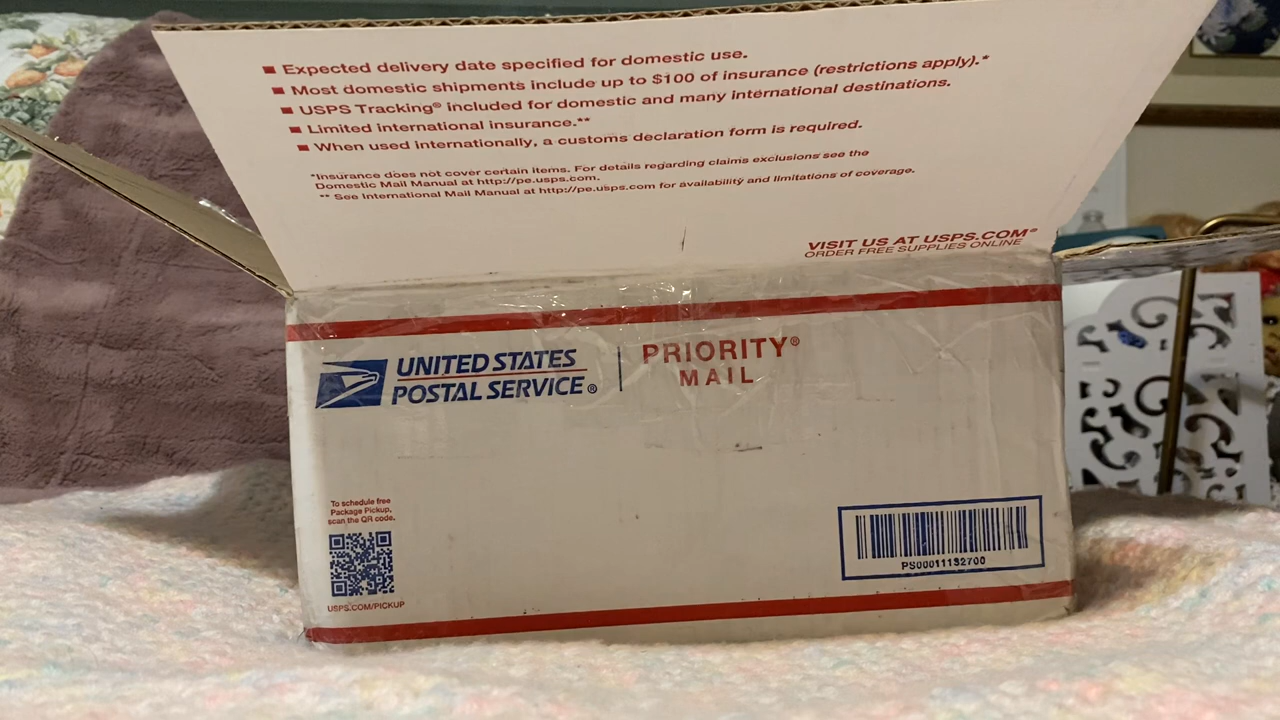 ■ Expected delivery date specified for domestic use.
■ Most domestic shipments include up to $100 of insurance (restrictions apply).*
■ USPS Tracking® included for domestic and many international destinations.
■ Limited international insurance.**
■ When used internationally, a customs declaration form is required.
*Insurance does not cover certain items. For details regarding claims exclusions see the
Domestic Mail Manual at http://pe.usps.com.
** See International Mail Manual at http://pe.usps.com for availability and limitations of coverage.
VISIT US AT USPS.COM®
ORDER FREE SUPPLIES ONLINE
UNITED STATES
POSTAL SERVICE®
PRIORITY®
MAIL
To schedule free
Package Pickup,
scan the QR code.
USPS.COM/PICKUP
PS00011132700